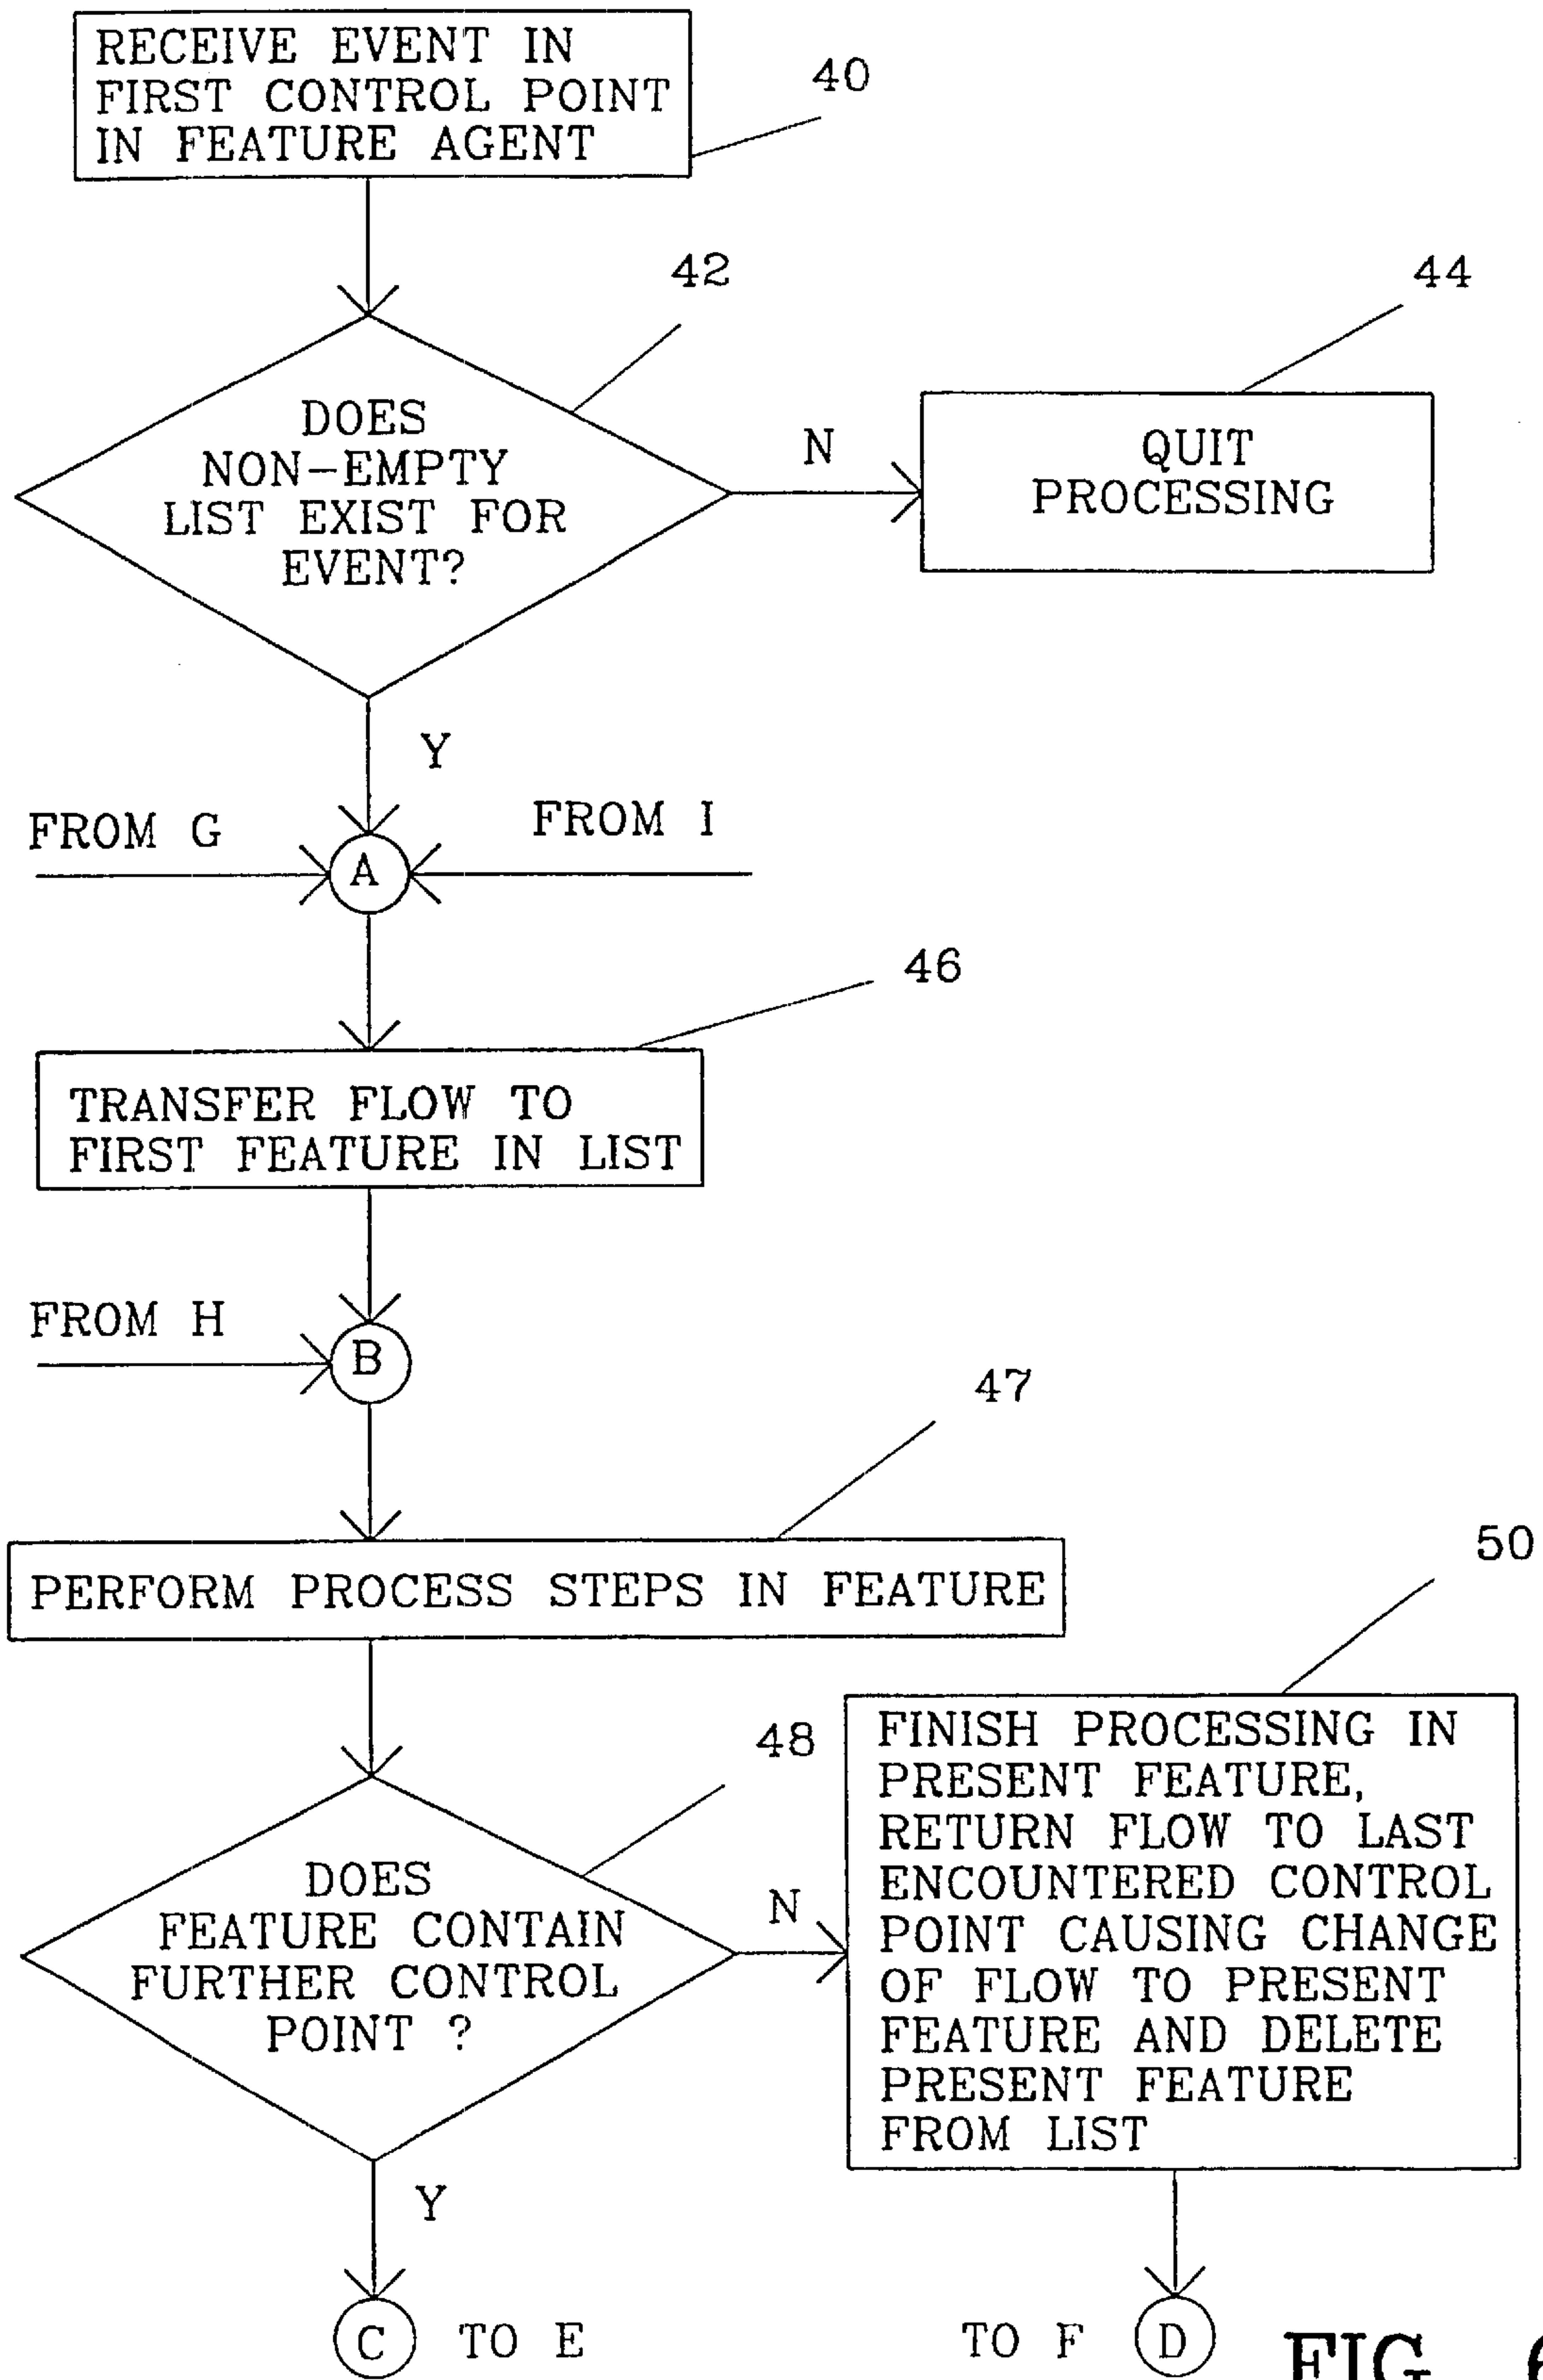 RECEIVE EVENT IN
FIRST CONTROL POINT
IN FEATURE AGENT
40
42
44
DOES
NON-EMPTY
LIST EXIST FOR
EVENT?
N
QUIT
PROCESSING
Y
FROM G
FROM I
A
46
TRANSFER FLOW TO
FIRST FEATURE IN LIST
FROM H
B
47
PERFORM PROCESS STEPS IN FEATURE
50
48
DOES
FEATURE CONTAIN
FURTHER CONTROL
POINT ?
N
FINISH PROCESSING IN
PRESENT FEATURE,
RETURN FLOW TO LAST
ENCOUNTERED CONTROL
POINT CAUSING CHANGE
OF FLOW TO PRESENT
FEATURE AND DELETE
PRESENT FEATURE
FROM LIST
Y
C TO E
TO F D
FIG. 6